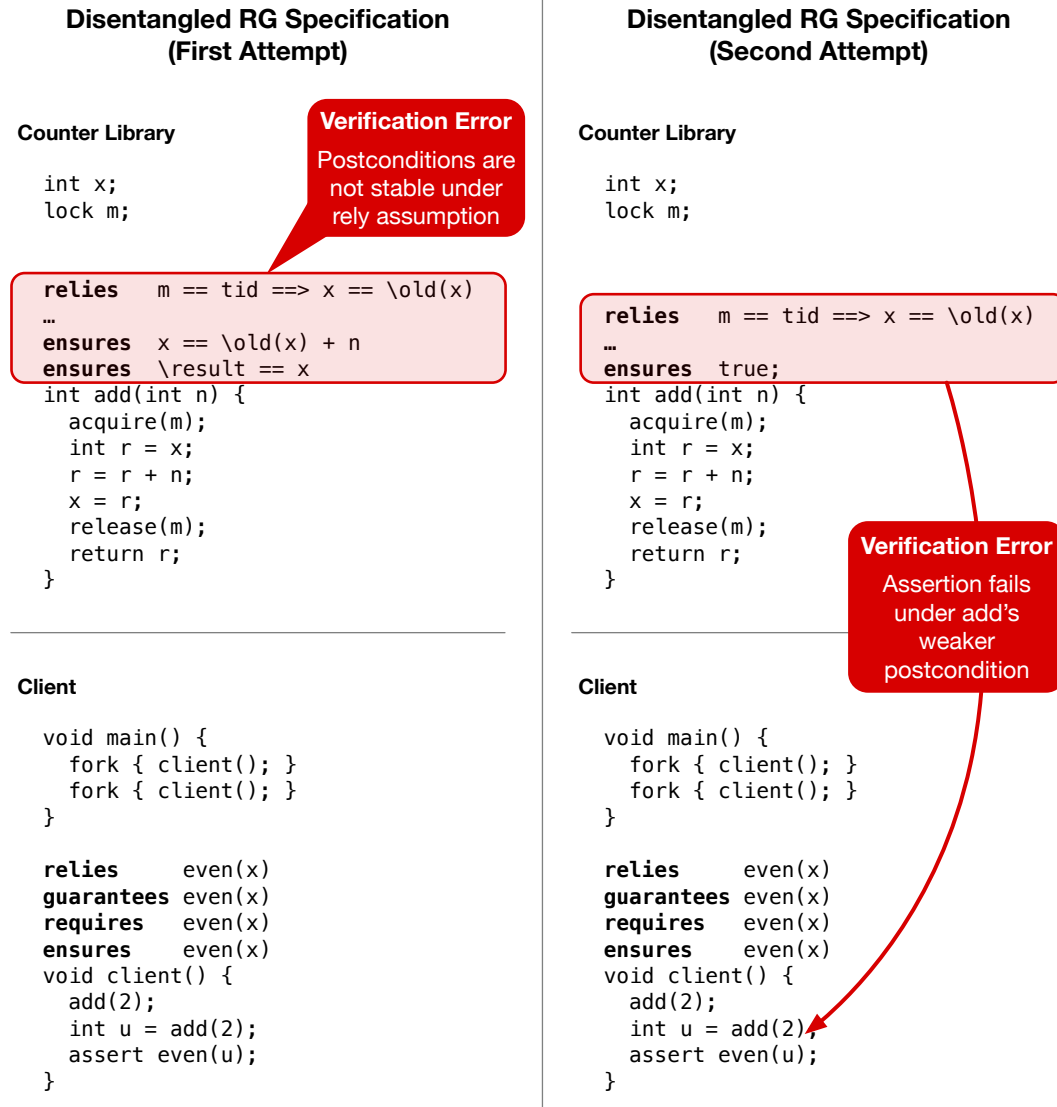 Disentangled RG Specification
(First Attempt)
Counter Library
Verification Error
Postconditions are
not stable under
rely assumption
int x;
lock m;
relies m == tid ==> x == \old(x)
…
ensures x == \old(x) + n
ensures \result == x
int add(int n) {
acquire(m);
int r = x;
r = r + n;
x = r;
release(m);
return r;
}
Client
void main() {
fork { client(); }
fork { client(); }
}
relies even(x)
guarantees even(x)
requires even(x)
ensures even(x)
void client() {
add(2);
int u = add(2);
assert even(u);
}
Disentangled RG Specification
(Second Attempt)
Counter Library
int x;
lock m;
relies m == tid ==> x == \old(x)
…
ensures true;
int add(int n) {
acquire(m);
int r = x;
r = r + n;
x = r;
release(m);
return r;
}
Verification Error
Assertion fails
under add’s
weaker
postcondition
Client
void main() {
fork { client(); }
fork { client(); }
}
relies even(x)
guarantees even(x)
requires even(x)
ensures even(x)
void client() {
add(2);
int u = add(2);
assert even(u);
}